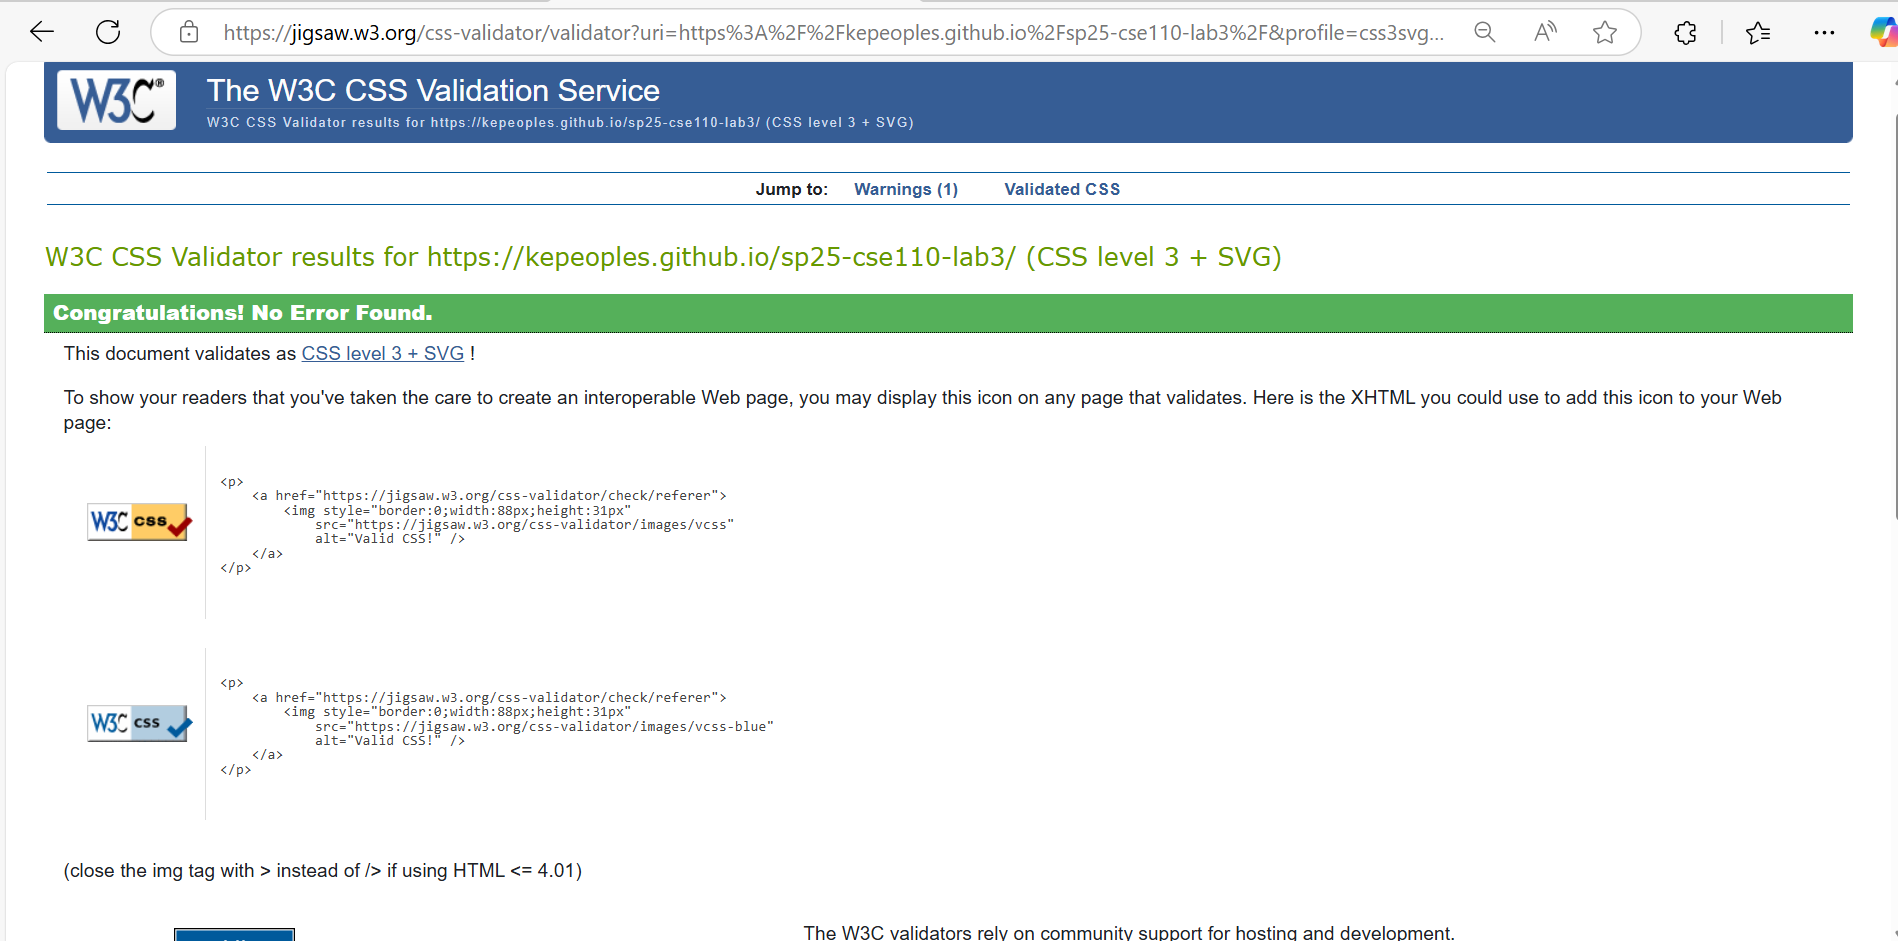 https://jigsaw.w3.org/css-validator/validator?uri=https%3A%2F%2Fkepeoples.github.io%2Fsp25-cse110-lab3%2F&profile=css3svg...
W3C®
The W3C CSS Validation Service
W3C CSS Validator results for https://kepeoples.github.io/sp25-cse110-lab3/ (CSS level 3 + SVG)
Jump to: Warnings (1) Validated CSS
W3C CSS Validator results for https://kepeoples.github.io/sp25-cse110-lab3/ (CSS level 3 + SVG)
Congratulations! No Error Found.
This document validates as CSS level 3 + SVG !
To show your readers that you've taken the care to create an interoperable Web page, you may display this icon on any page that validates. Here is the XHTML you could use to add this icon to your Web
page:
W3C css
<p>
    <a href="https://jigsaw.w3.org/css-validator/check/referer">
        <img style="border:0;width:88px;height:31px"
            src="https://jigsaw.w3.org/css-validator/images/vcss"
            alt="Valid CSS!" />
    </a>
</p>
W3C css
<p>
    <a href="https://jigsaw.w3.org/css-validator/check/referer">
        <img style="border:0;width:88px;height:31px"
            src="https://jigsaw.w3.org/css-validator/images/vcss-blue"
            alt="Valid CSS!" />
    </a>
</p>
(close the img tag with > instead of /> if using HTML <= 4.01)
The W3C validators rely on community support for hosting and development.